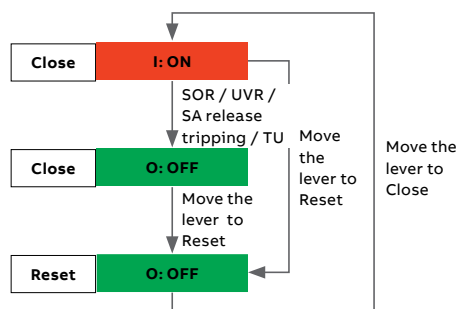 Close
I: ON
SOR / UVR /
SA release
tripping / TU
Move
the
lever to
Reset
Move the
lever to
Close
Close
O: OFF
Move the
lever to
Reset
Reset
O: OFF